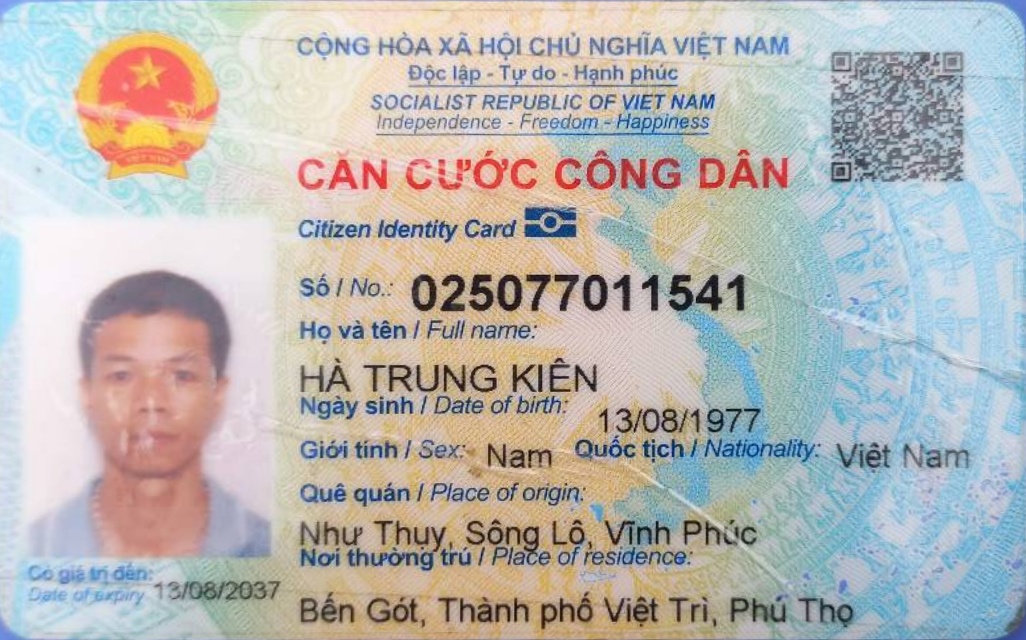 CỘNG HÒA XÃ HỘI CHỦ NGHĨA VIỆT NAM
Độc lập - Tự do - Hạnh phúc
SOCIALIST REPUBLIC OF VIET NAM
Independence - Freedom - Happiness
CĂN CƯỚC CÔNG DÂN
Citizen Identity Card
Số / No.: 025077011541
Họ và tên / Full name:
HÀ TRUNG KIÊN
Ngày sinh / Date of birth: 13/08/1977
Giới tính / Sex: Nam Quốc tịch / Nationality: Việt Nam
Quê quán / Place of origin:
Như Thụy, Sông Lô, Vĩnh Phúc
Nơi thường trú / Place of residence:
Bến Gót, Thành phố Việt Trì, Phú Thọ
Có giá trị đến:
Date of expiry 13/08/2037